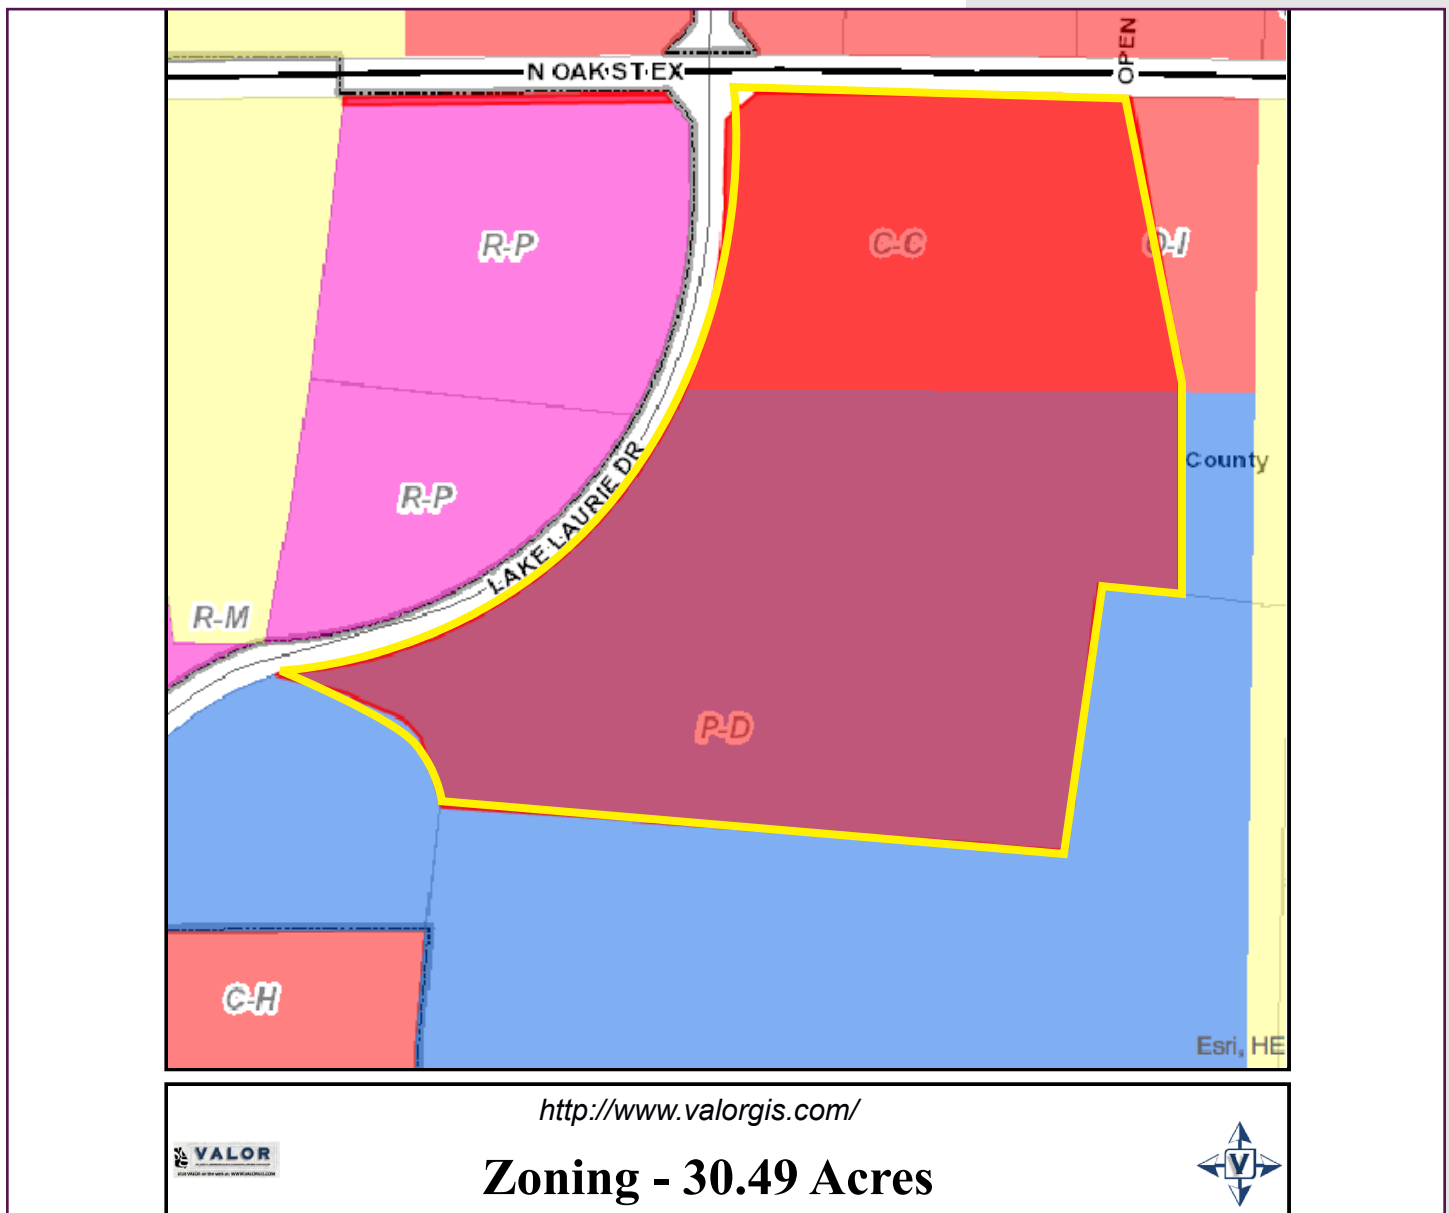 OPEN
N OAK ST EX
R-P
C-C
O-I
County
R-P
LAKE LAURIE DR
R-M
P-D
C-H
Esri, HE
http://www.valorgis.com/
VALOR
Zoning - 30.49 Acres
V